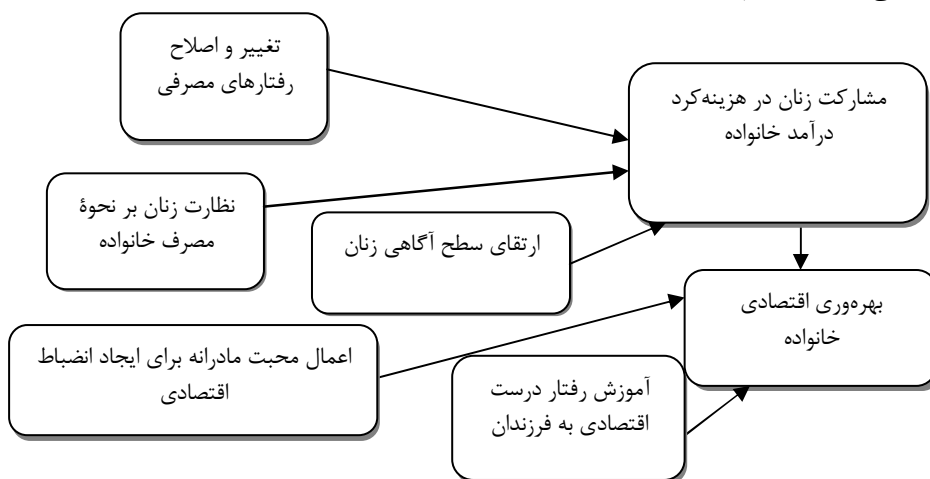 تغییر و اصلاح
رفتارهای مصرفی
مشارکت زنان در هزینه‌کرد
درآمد خانواده
نظارت زنان بر نحوۀ
مصرف خانواده
ارتقای سطح آگاهی زنان
بهره‌وری اقتصادی
خانواده
اعمال محبت مادرانه برای ایجاد انضباط
اقتصادی
آموزش رفتار درست
اقتصادی به فرزندان